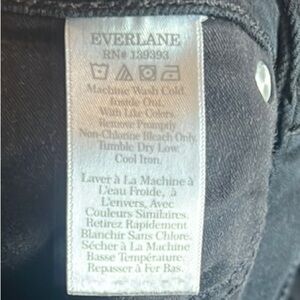 EVERLANE
RN# 139393
Machine Wash Cold.
Inside Out.
With Like Colors.
Remove Promptly
Non-Chlorine Bleach Only.
Tumble Dry Low.
Cool Iron.
Laver à La Machine à
L'eau Froide, à
L'envers, Avec
Couleurs Similaires.
Retirez Rapidement
Blanchir Sans Chlore.
Sécher à La Machine
Basse Température.
Repasser à Fer Bas.